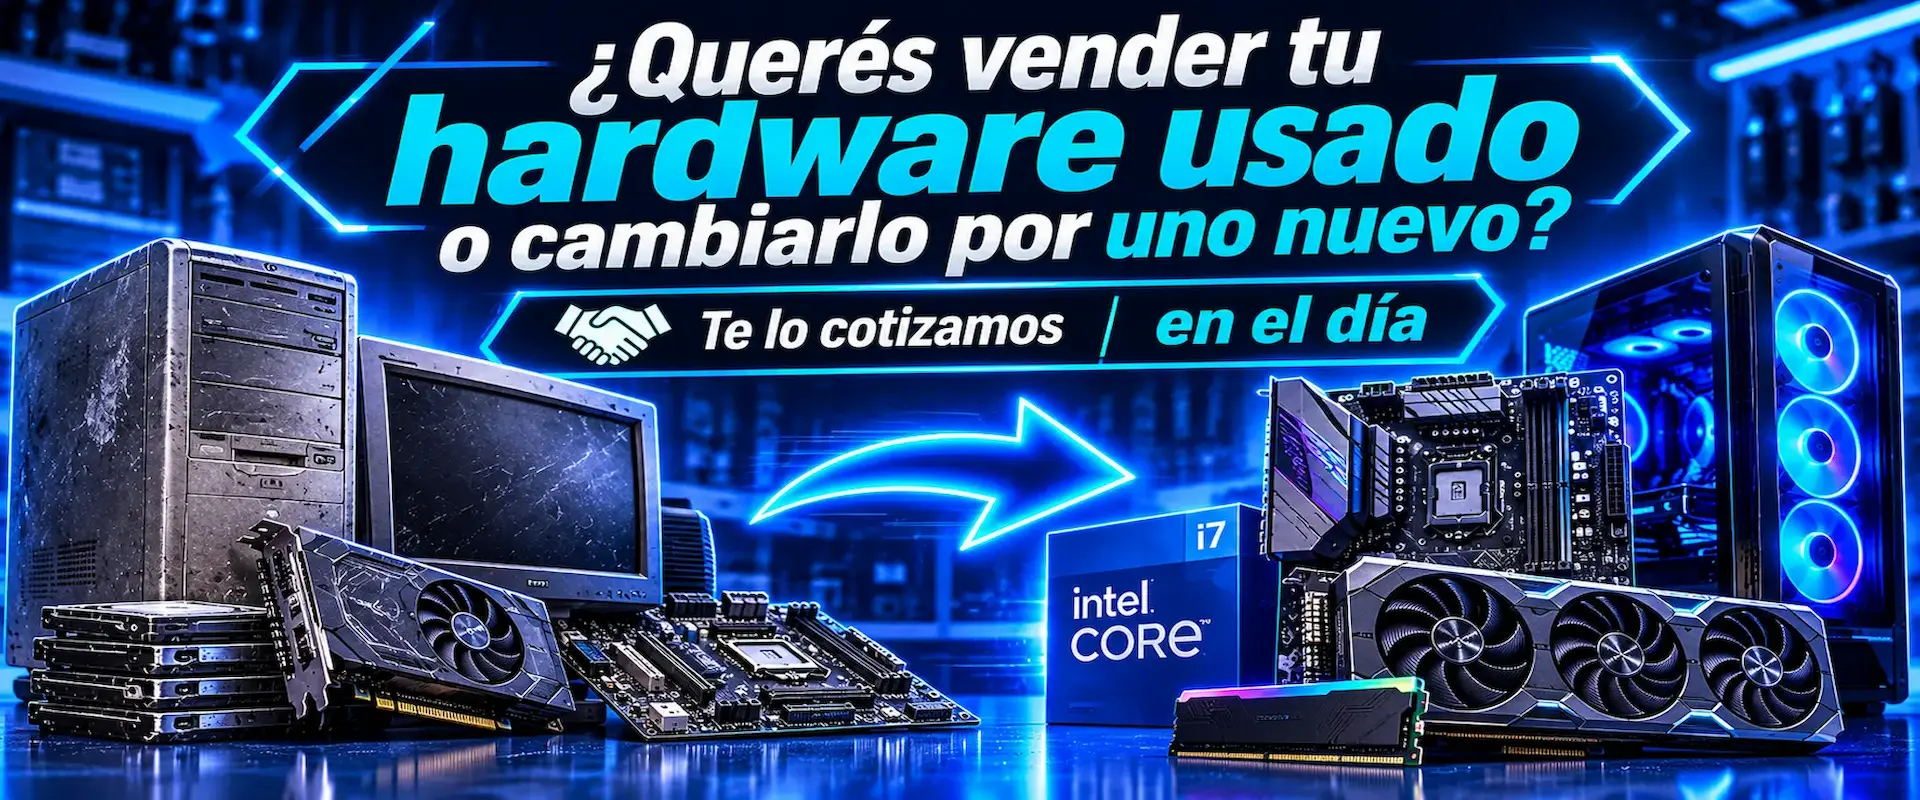 ¿Querés vender tu
hardware usado
o cambiarlo por uno nuevo?
Te lo cotizamos | en el día
i7
intel
CORE